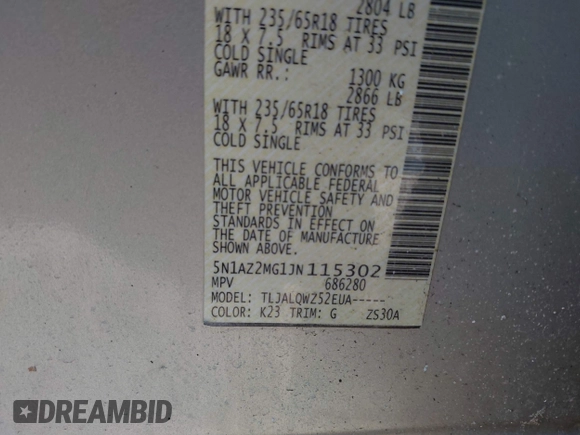 2804 LB
WITH 235/65R18 TIRES
18 X 7.5 RIMS AT 33 PSI
COLD SINGLE
GAWR RR.: 1300 KG
2866 LB
WITH 235/65R18 TIRES
18 X 7.5 RIMS AT 33 PSI
COLD SINGLE
THIS VEHICLE CONFORMS TO
ALL APPLICABLE FEDERAL
MOTOR VEHICLE SAFETY AND
THEFT PREVENTION
STANDARDS IN EFFECT ON
THE DATE OF MANUFACTURE
SHOWN ABOVE.
5N1AZ2MG1JN115302
MPV 686280
MODEL: TLJALQWZ52EUA-----
COLOR: K23 TRIM: G ZS30A
DREAMBID